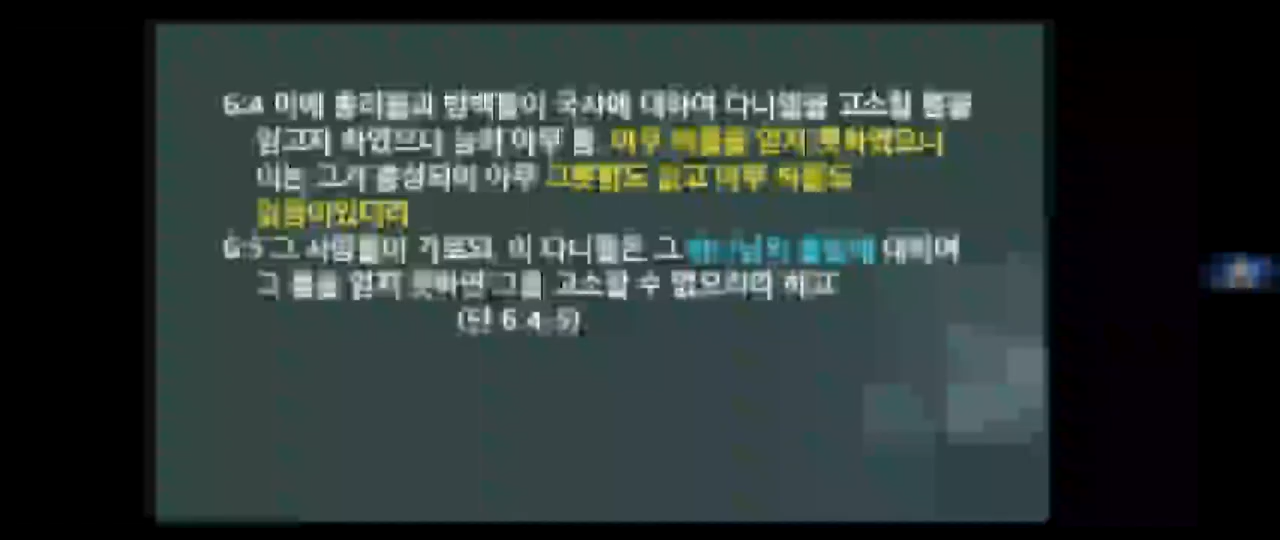 6:4 이에 총리들과 방백들이 국사에 대하여 다니엘을 고소할 틈을
얻고자 하였으나 능히 아무 틈, 아무 허물을 얻지 못하였으니
이는 그가 충성되어 아무 그릇함도 없고 아무 허물도
없음이었더라
6:5 그 사람들이 가로되, 이 다니엘은 그 하나님의 율법에 대하여
그 틈을 얻지 못하면 그를 고소할 수 없으리라 하고
(단 6:4-5)